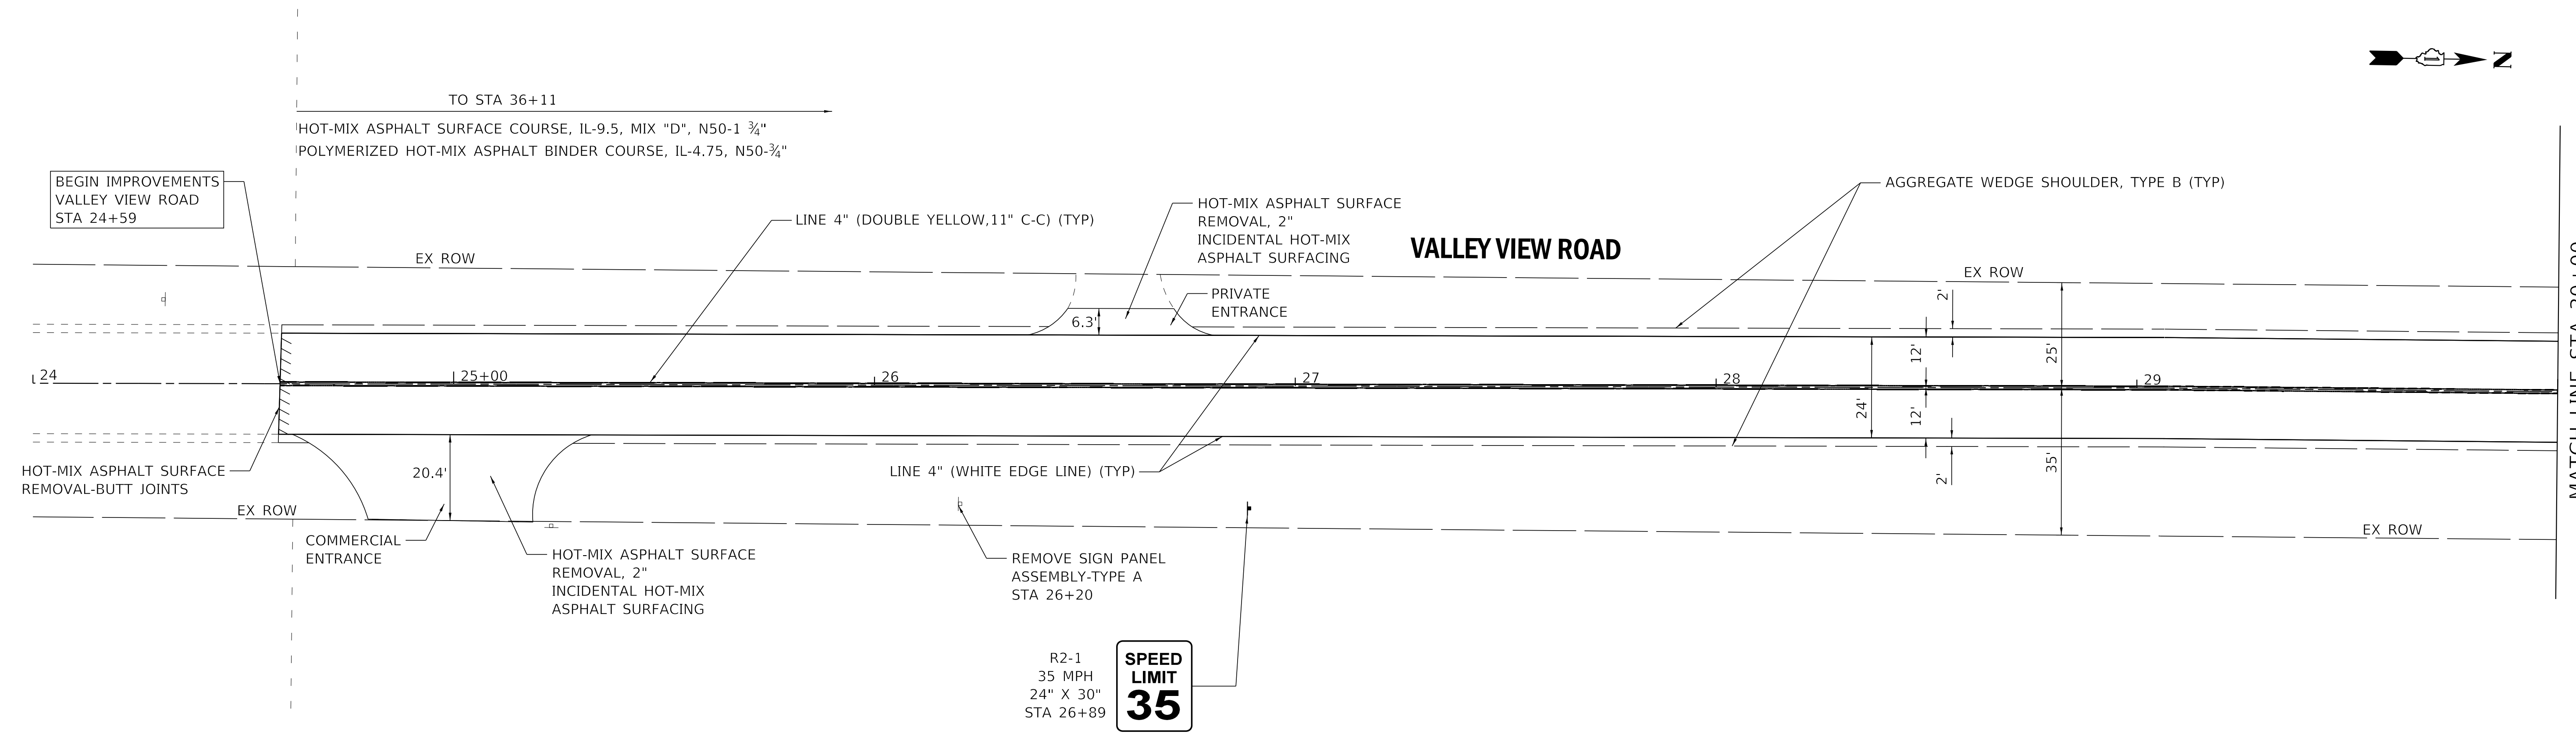 N
TO STA 36+11
HOT-MIX ASPHALT SURFACE COURSE, IL-9.5, MIX "D", N50-1 ¾"
POLYMERIZED HOT-MIX ASPHALT BINDER COURSE, IL-4.75, N50-¾"
BEGIN IMPROVEMENTS
VALLEY VIEW ROAD
STA 24+59
LINE 4" (DOUBLE YELLOW,11" C-C) (TYP)
HOT-MIX ASPHALT SURFACE
REMOVAL, 2"
INCIDENTAL HOT-MIX
ASPHALT SURFACING
VALLEY VIEW ROAD
AGGREGATE WEDGE SHOULDER, TYPE B (TYP)
EX ROW
EX ROW
PRIVATE
ENTRANCE
6.3'
2'
12'
25'
24
25+00
26
27
28
29
24'
12'
2'
35'
MATCH LINE STA 30+00
HOT-MIX ASPHALT SURFACE
REMOVAL-BUTT JOINTS
20.4'
LINE 4" (WHITE EDGE LINE) (TYP)
EX ROW
EX ROW
COMMERCIAL
ENTRANCE
HOT-MIX ASPHALT SURFACE
REMOVAL, 2"
INCIDENTAL HOT-MIX
ASPHALT SURFACING
REMOVE SIGN PANEL
ASSEMBLY-TYPE A
STA 26+20
R2-1
35 MPH
24" X 30"
STA 26+89
SPEED
LIMIT
35